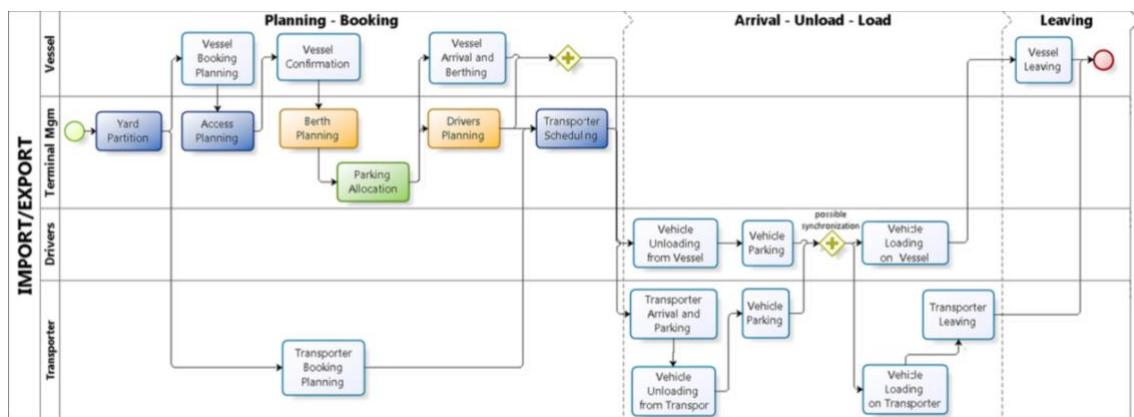 Planning - Booking
Arrival - Unload - Load
Leaving
IMPORT/EXPORT
Vessel
Vessel
Booking
Planning
Vessel
Confirmation
Vessel
Arrival and
Berthing
Vessel
Leaving
Terminal Mgm
Yard
Partition
Access
Planning
Berth
Planning
Drivers
Planning
Transporter
Scheduling
Parking
Allocation
Drivers
possible
synchronization
Vehicle
Unloading
from Vessel
Vehicle
Parking
Vehicle
Loading
on Vessel
Transporter
Transporter
Booking
Planning
Transporter
Arrival and
Parking
Vehicle
Parking
Transporter
Leaving
Vehicle
Unloading
from Transpor
Vehicle
Loading
on Transporter